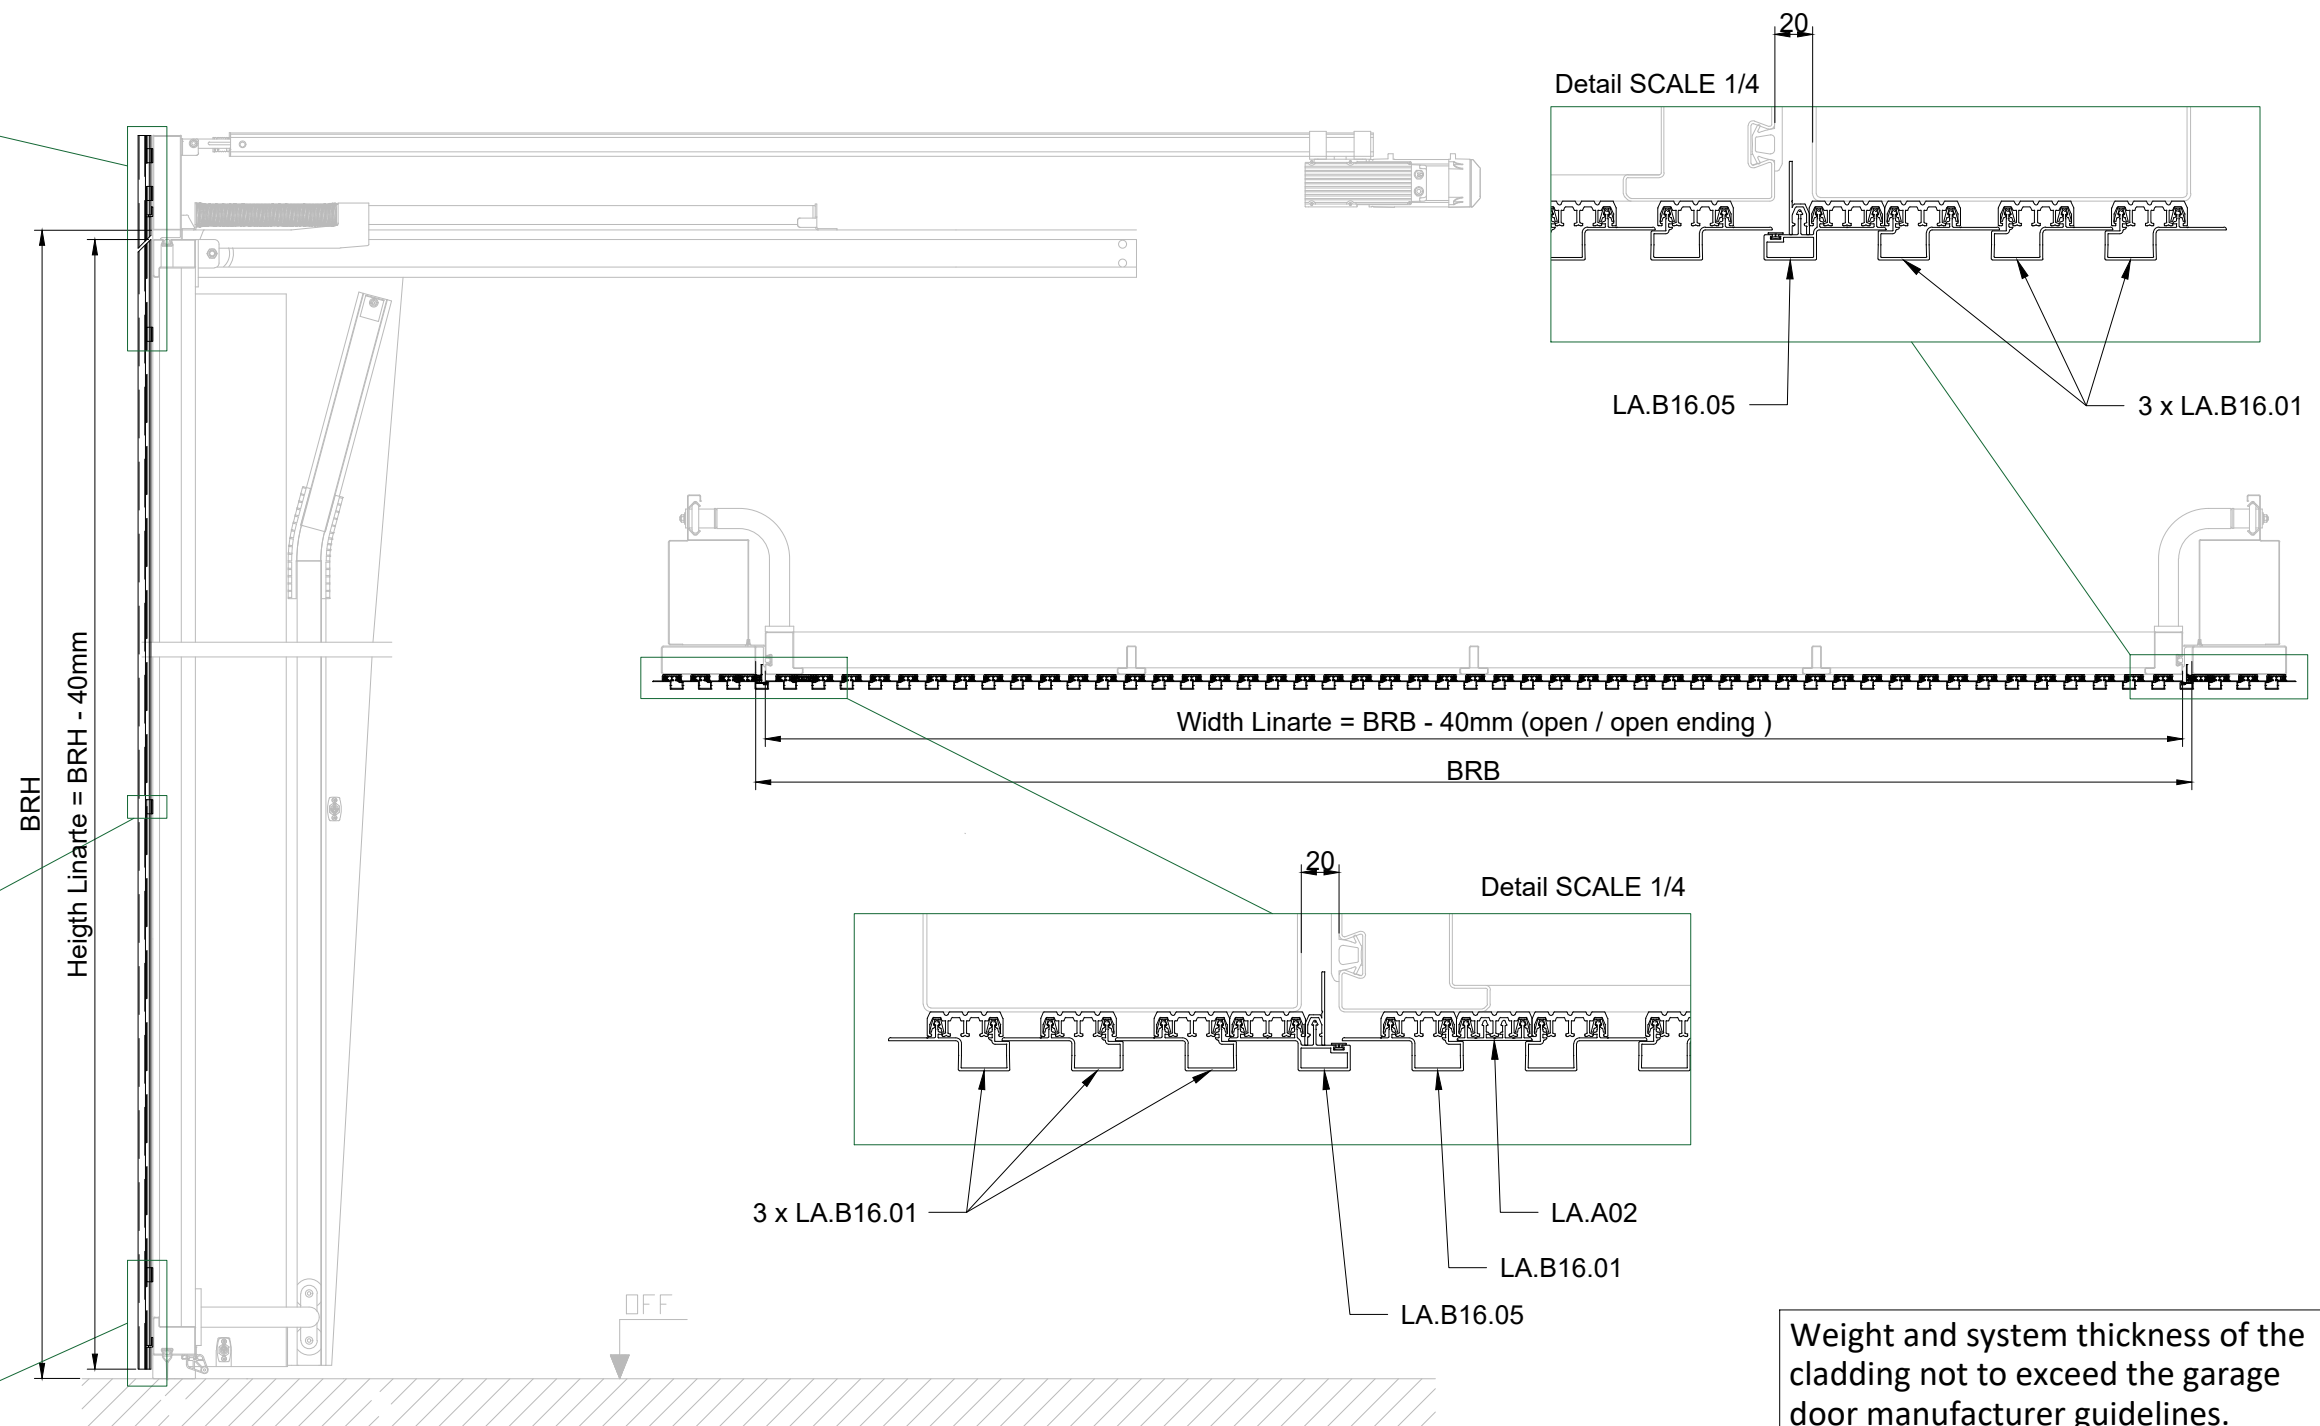 20
Detail SCALE 1/4
LA.B16.05
3 x LA.B16.01
BRH
Heigth Linarte = BRH - 40mm
Width Linarte = BRB - 40mm (open / open ending )
BRB
20
Detail SCALE 1/4
3 x LA.B16.01
LA.A02
LA.B16.01
LA.B16.05
OFF
Weight and system thickness of the
cladding not to exceed the garage
door manufacturer guidelines.